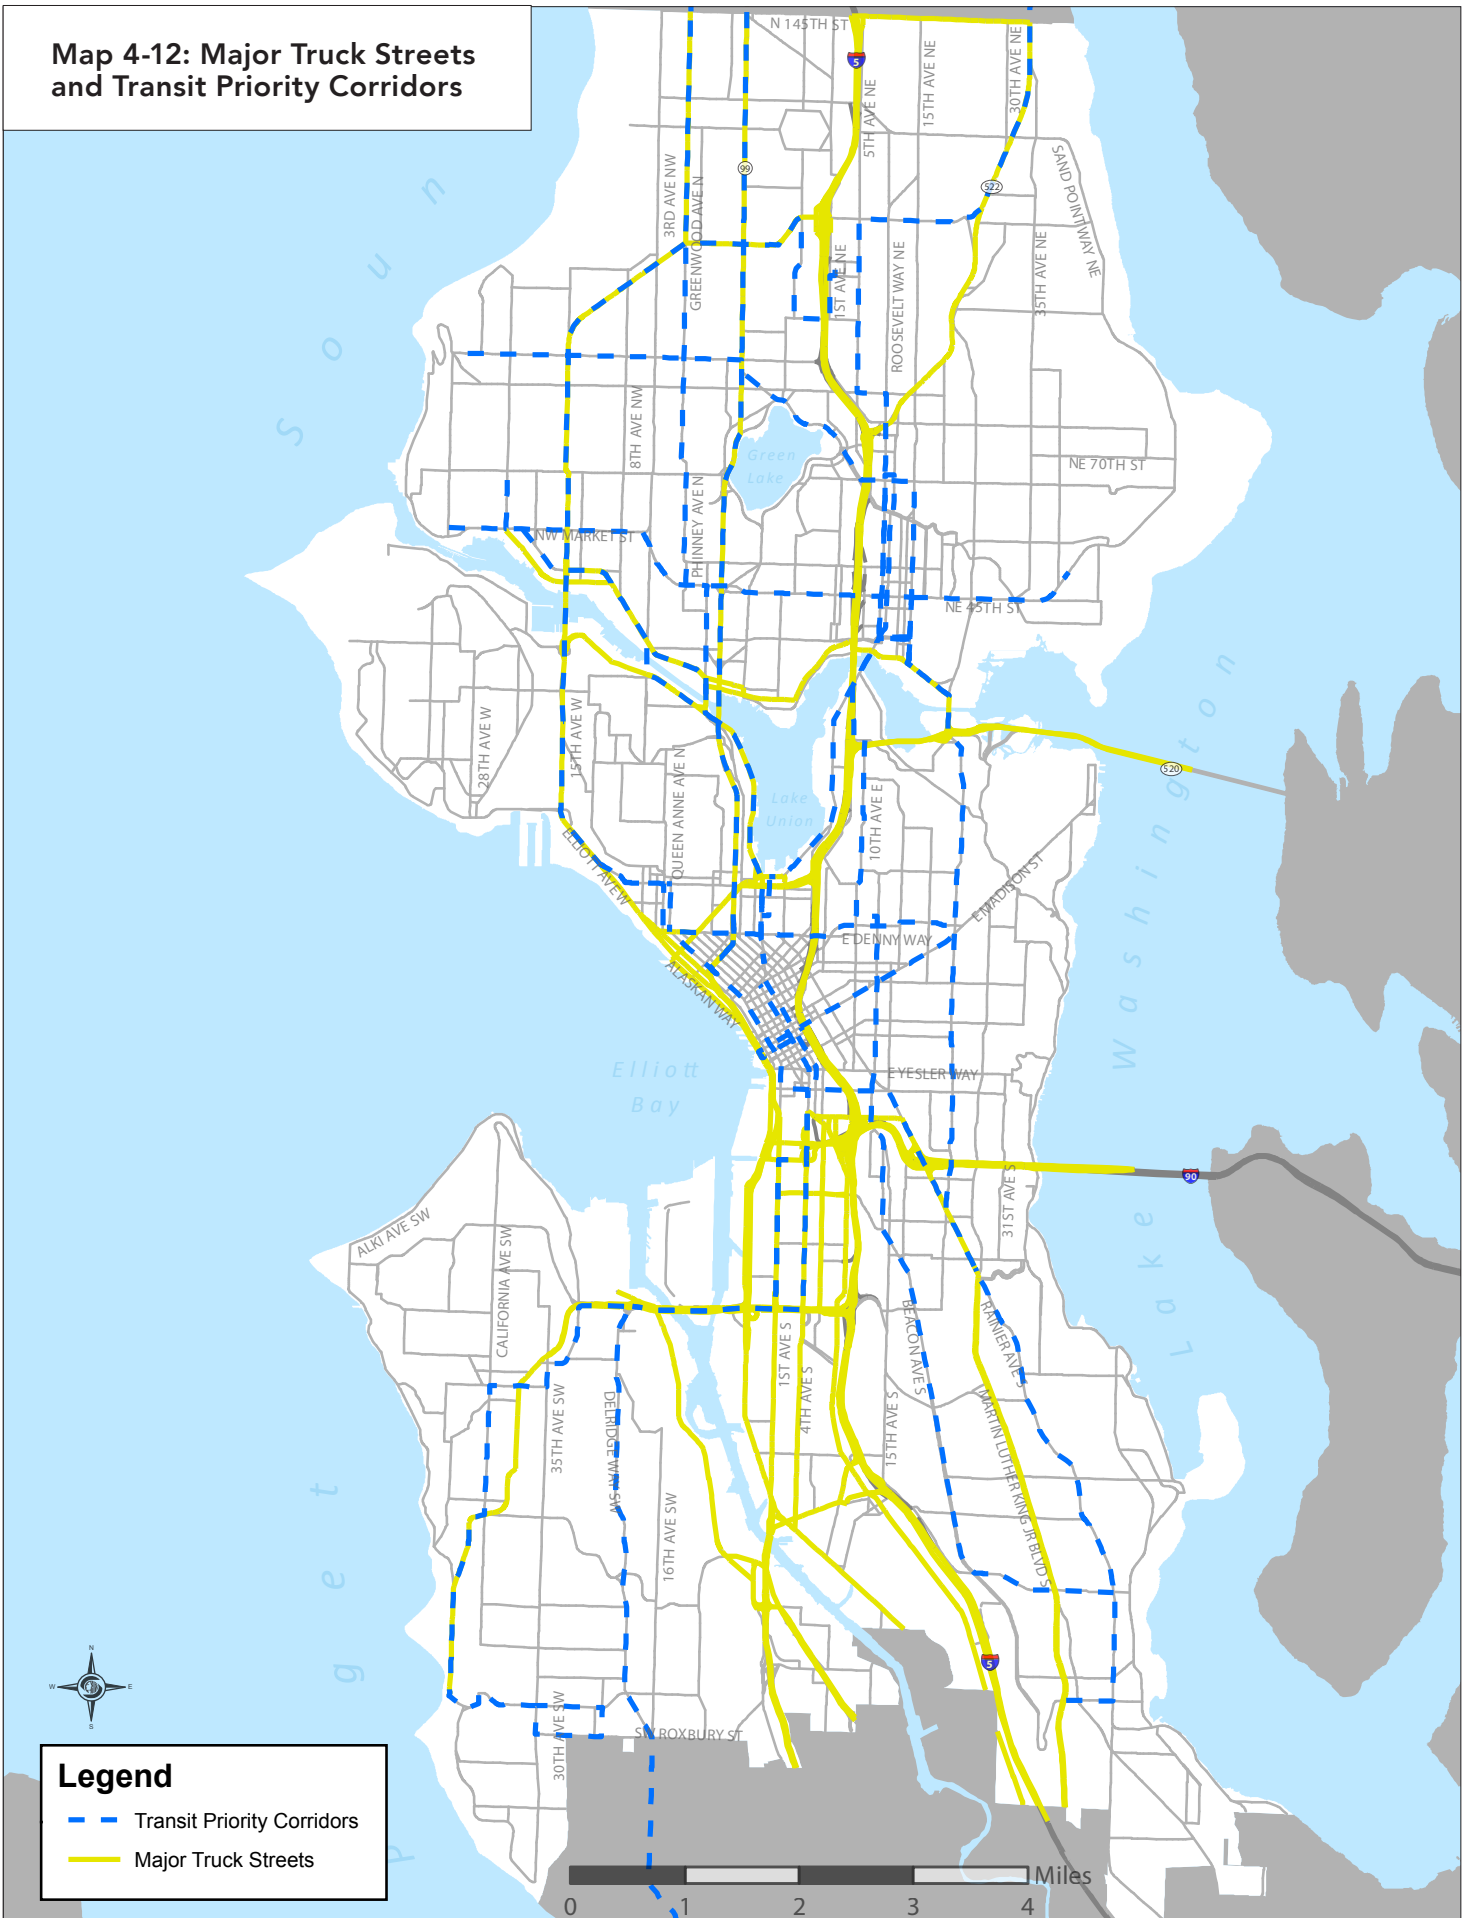 Map 4-12: Major Truck Streets
and Transit Priority Corridors
N 145TH ST
5
5TH AVE NE
15TH AVE NE
30TH AVE NE
3RD AVE NW
GREENWOOD AVE N
99
522
SAND POINT WAY NE
1ST AVE NE
ROOSEVELT WAY NE
35TH AVE NE
Sound
8TH AVE NW
Green
Lake
NE 70TH ST
PHINNEY AVE N
NW MARKET ST
NE 45TH ST
28TH AVE W
15TH AVE W
QUEEN ANNE AVE N
Lake
Union
10TH AVE E
520
ELLIOTT AVE W
E MADISON ST
E DENNY WAY
ALASKAN WAY
Lake Washington
Elliott
Bay
E YESLER WAY
90
31ST AVE S
ALKI AVE SW
CALIFORNIA AVE SW
BEACON AVE S
RAINIER AVE S
1ST AVE S
4TH AVE S
15TH AVE S
MARTIN LUTHER KING JR BLVD S
35TH AVE SW
DELRIDGE WAY SW
16TH AVE SW
Puget
5
N
W
E
S
30TH AVE SW
SW ROXBURY ST
Legend
Transit Priority Corridors
Major Truck Streets
Miles
0 1 2 3 4